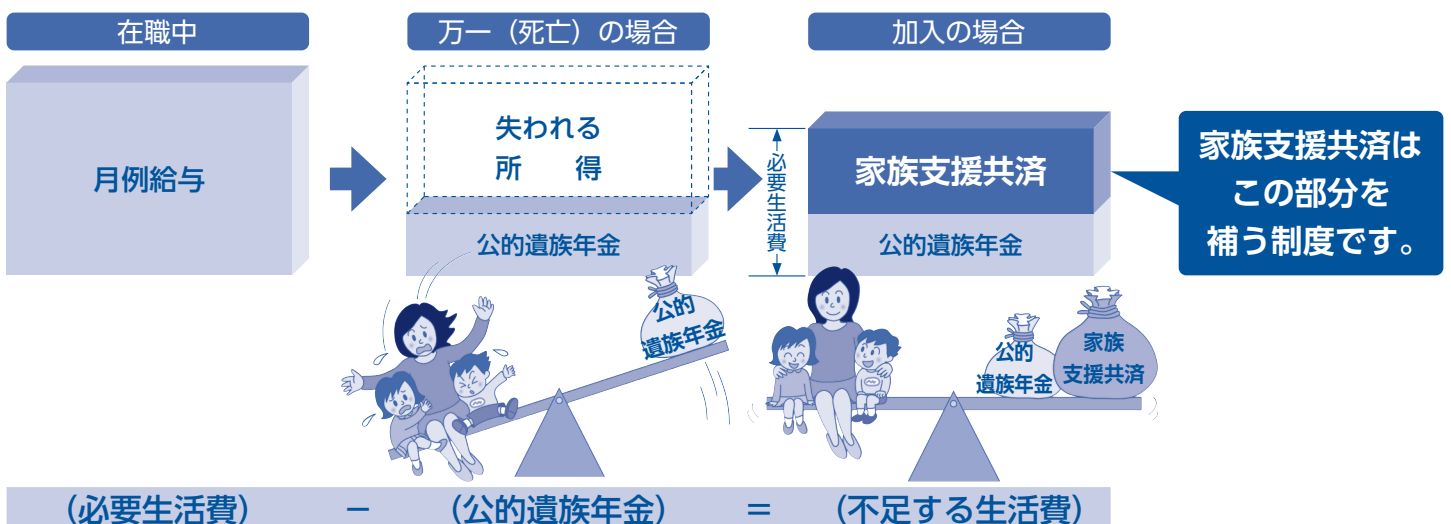 在職中
万一（死亡）の場合
加入の場合
月例給与
失われる
所　得
公的遺族年金
必要生活費
家族支援共済
公的遺族年金
家族支援共済は
この部分を
補う制度です。
公的
遺族年金
公的
遺族年金
家族
支援共済
（必要生活費）　－　（公的遺族年金）　＝　（不足する生活費）